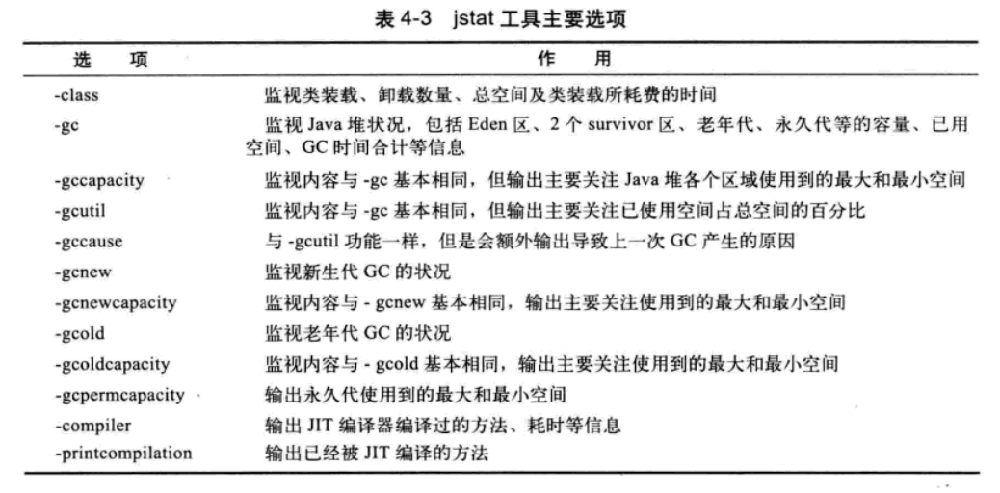 表 4-3 jstat 工具主要选项
选 项 作 用
-class 监视类装载、卸载数量、总空间及类装载所耗费的时间
-gc 监视 Java 堆状况，包括 Eden 区、2 个 survivor 区、老年代、永久代等的容量、已用
空间、GC 时间合计等信息
-gccapacity 监视内容与 -gc 基本相同，但输出主要关注 Java 堆各个区域使用到的最大和最小空间
-gcutil 监视内容与 -gc 基本相同，但输出主要关注已使用空间占总空间的百分比
-gccause 与 -gcutil 功能一样，但是会额外输出导致上一次 GC 产生的原因
-gcnew 监视新生代 GC 的状况
-gcnewcapacity 监视内容与 - gcnew 基本相同，输出主要关注使用到的最大和最小空间
-gcold 监视老年代 GC 的状况
-gcoldcapacity 监视内容与 - gcold 基本相同，输出主要关注使用到的最大和最小空间
-gcpermcapacity 输出永久代使用到的最大和最小空间
-compiler 输出 JIT 编译器编译过的方法、耗时等信息
-printcompilation 输出已经被 JIT 编译的方法